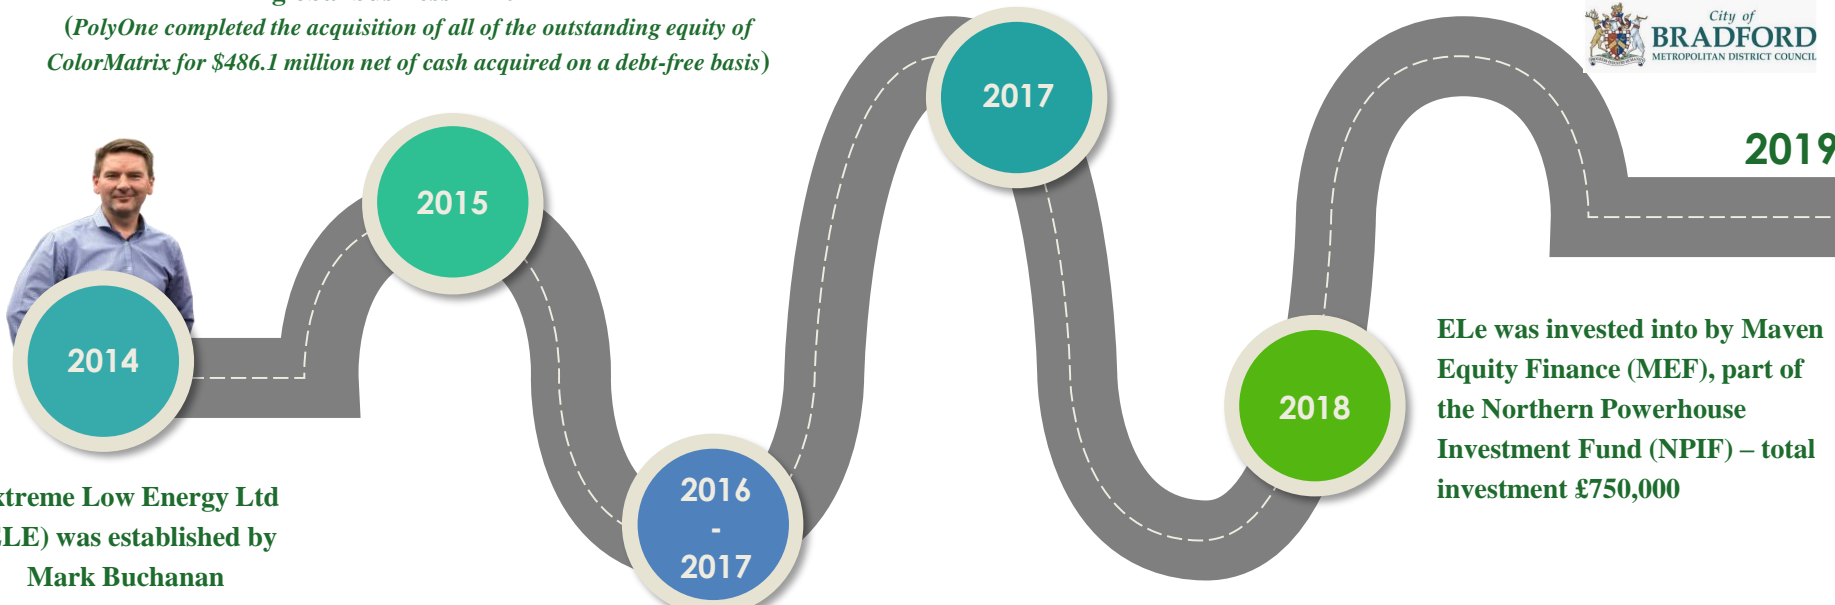 (PolyOne completed the acquisition of all of the outstanding equity of
ColorMatrix for $486.1 million net of cash acquired on a debt-free basis)
City of
BRADFORD
METROPOLITAN DISTRICT COUNCIL
2017
2019
2015
2014
2018
ELe was invested into by Maven
Equity Finance (MEF), part of
the Northern Powerhouse
Investment Fund (NPIF) – total
investment £750,000
2016
-
2017
xtreme Low Energy Ltd
LE) was established by
Mark Buchanan